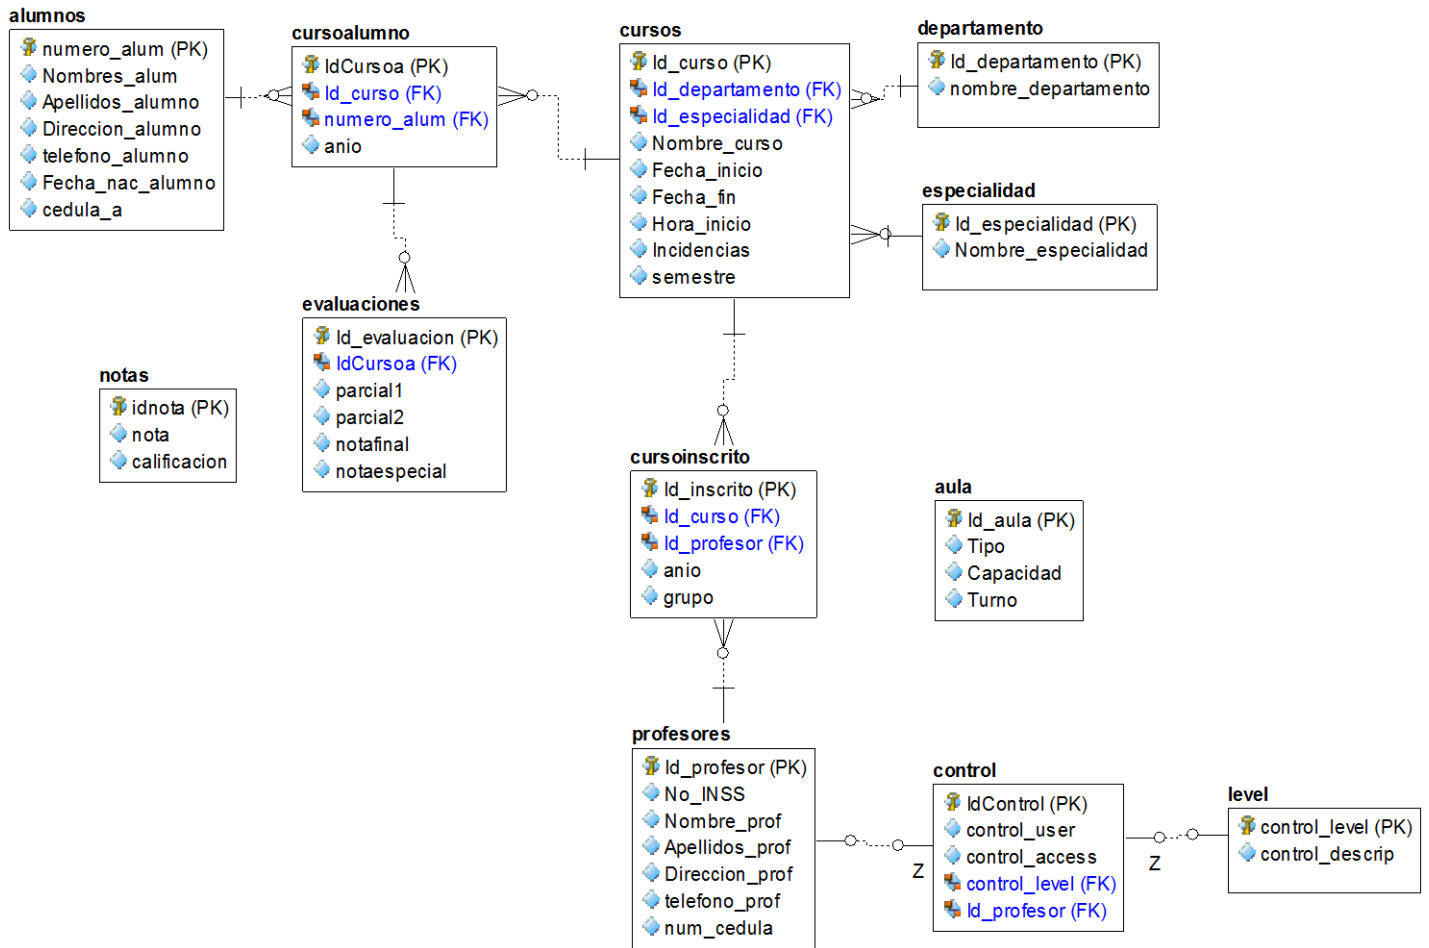 alumnos
numero_alum (PK)
Nombres_alum
Apellidos_alumno
Direccion_alumno
telefono_alumno
Fecha_nac_alumno
cedula_a
cursoalumno
IdCursoa (PK)
Id_curso (FK)
numero_alum (FK)
anio
cursos
Id_curso (PK)
Id_departamento (FK)
Id_especialidad (FK)
Nombre_curso
Fecha_inicio
Fecha_fin
Hora_inicio
Incidencias
semestre
departamento
Id_departamento (PK)
nombre_departamento
especialidad
Id_especialidad (PK)
Nombre_especialidad
evaluaciones
Id_evaluacion (PK)
IdCursoa (FK)
parcial1
parcial2
notafinal
notaespecial
notas
idnota (PK)
nota
calificacion
cursoinscrito
Id_inscrito (PK)
Id_curso (FK)
Id_profesor (FK)
anio
grupo
aula
Id_aula (PK)
Tipo
Capacidad
Turno
profesores
Id_profesor (PK)
No_INSS
Nombre_prof
Apellidos_prof
Direccion_prof
telefono_prof
num_cedula
Z
control
IdControl (PK)
control_user
control_access
control_level (FK)
Id_profesor (FK)
Z
level
control_level (PK)
control_descrip